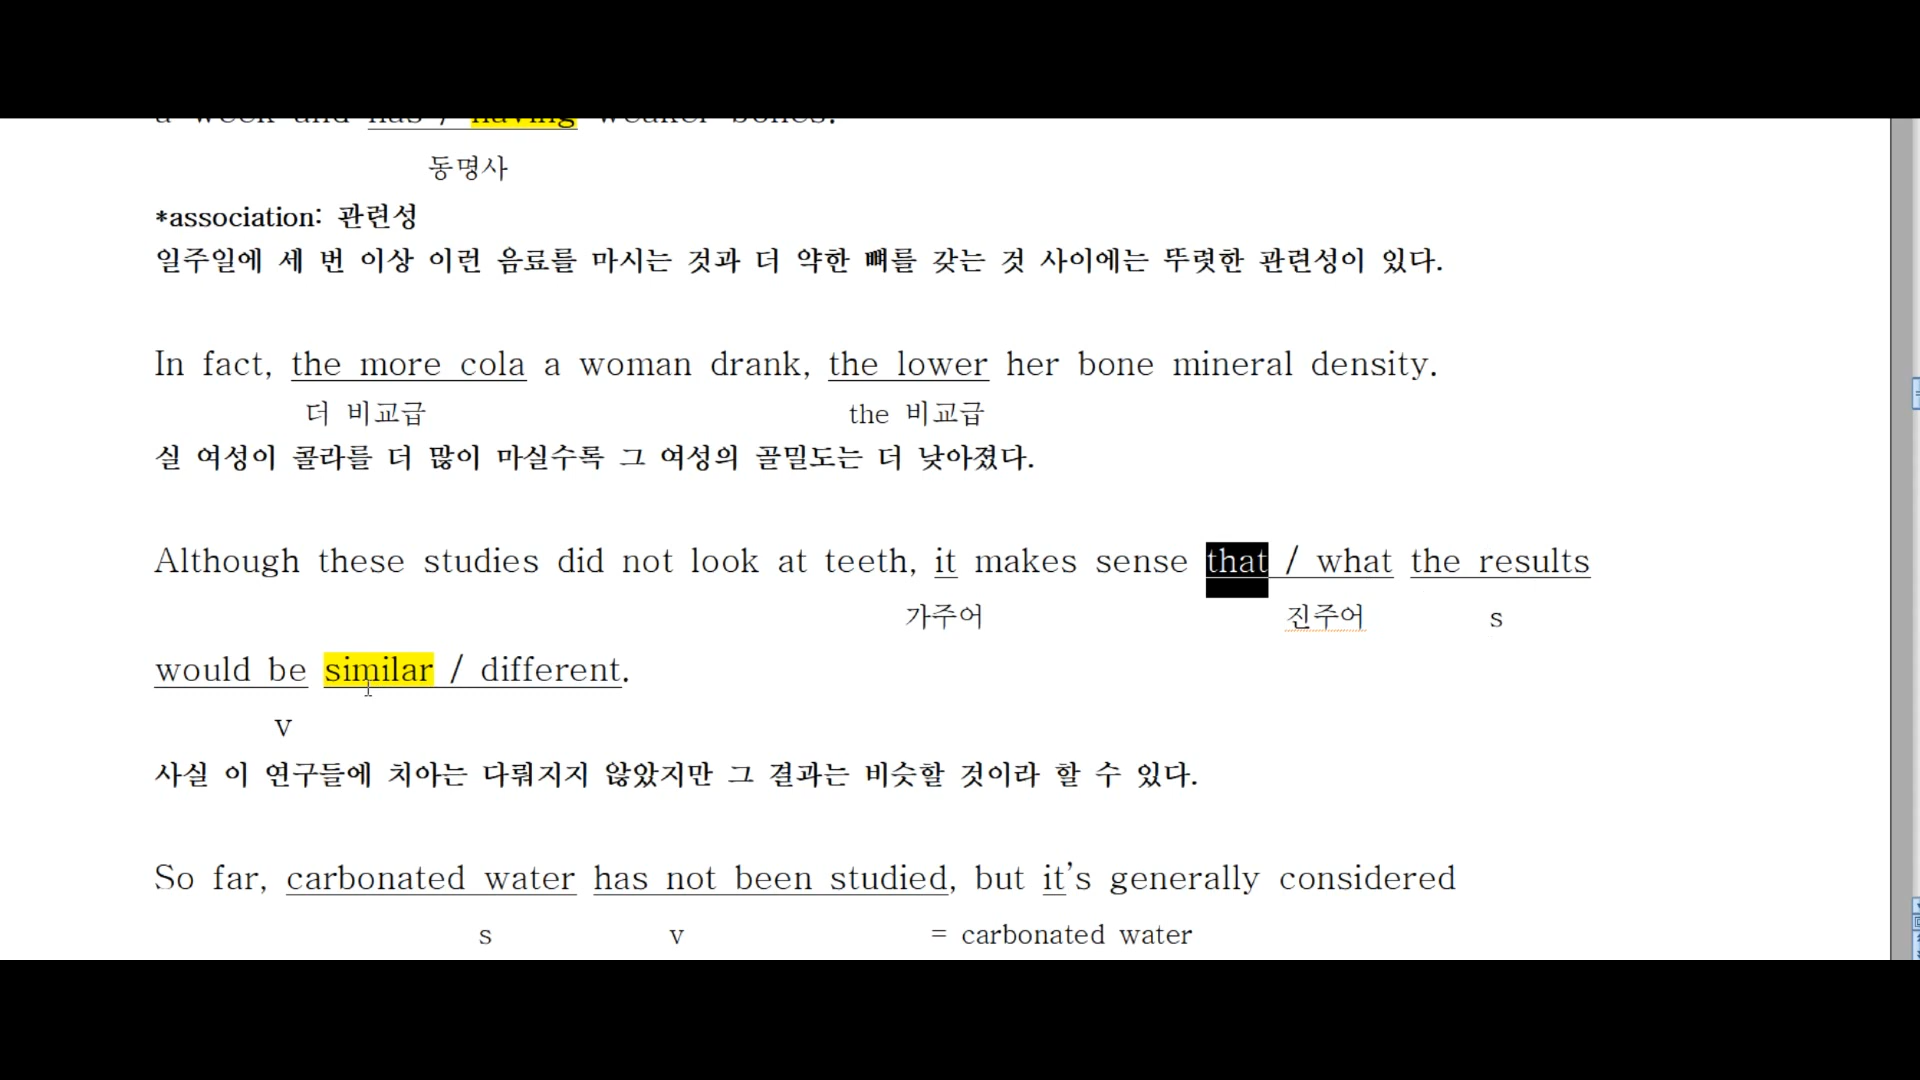 a week and has / having weaker bones.
동명사
*association: 관련성
일주일에 세 번 이상 이런 음료를 마시는 것과 더 약한 뼈를 갖는 것 사이에는 뚜렷한 관련성이 있다.
In fact, the more cola a woman drank, the lower her bone mineral density.
더 비교급 the 비교급
실 여성이 콜라를 더 많이 마실수록 그 여성의 골밀도는 더 낮아졌다.
Although these studies did not look at teeth, it makes sense that / what the results
가주어 진주어 s
would be similar / different.
v
사실 이 연구들에 치아는 다뤄지지 않았지만 그 결과는 비슷할 것이라 할 수 있다.
So far, carbonated water has not been studied, but it's generally considered
s v = carbonated water